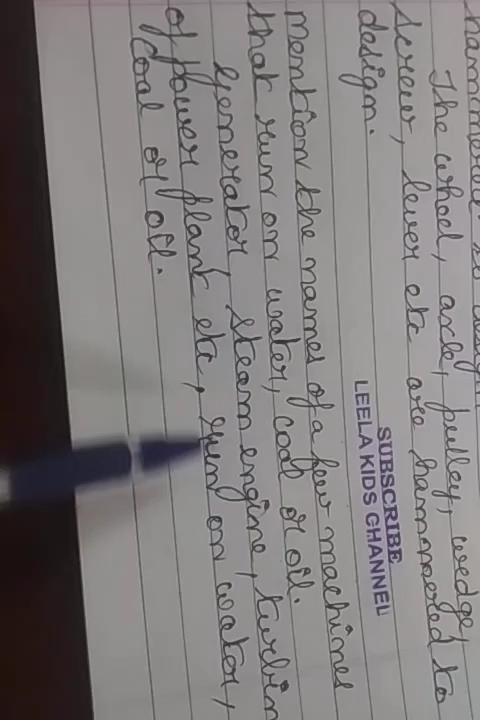 The wheel, axle, pulley, wedge,
screw, lever etc are hammered to
design.
SUBSCRIBE
LEELA KIDS CHANNEL
mention the names of a few machines
that run on water, coal or oil.
Generator, steam engine, turbin
of power plant etc, run on water,
coal or oil.